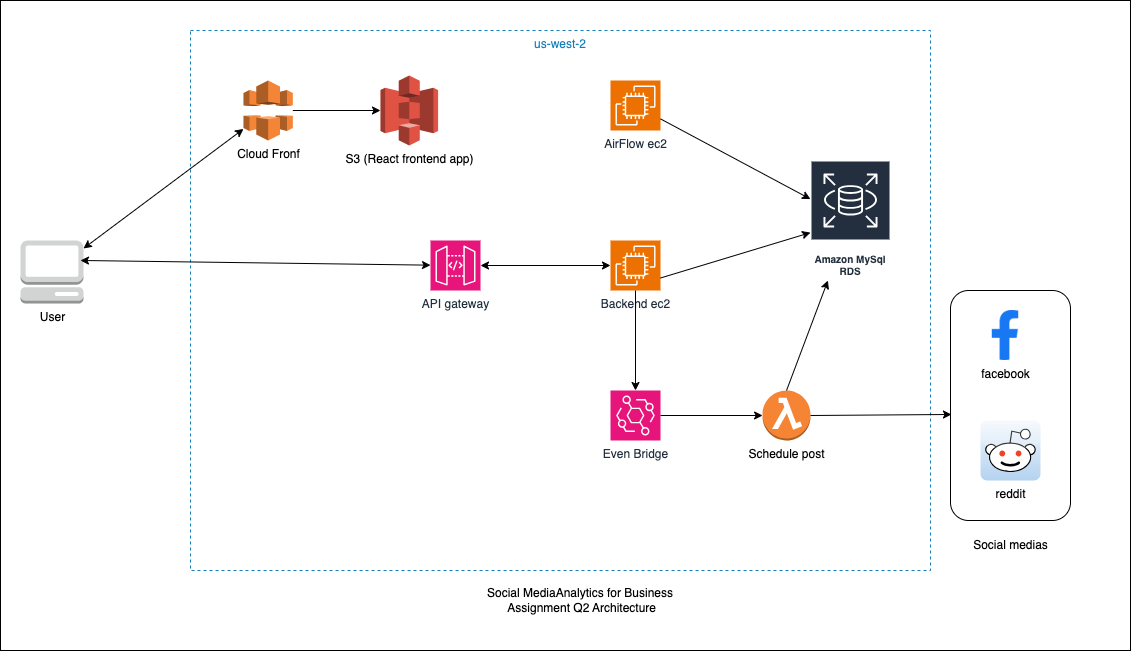 us-west-2
Cloud Fronf
S3 (React frontend app)
AirFlow ec2
Amazon MySql
RDS
User
API gateway
Backend ec2
facebook
Even Bridge
Schedule post
reddit
Social medias
Social MediaAnalytics for Business
Assignment Q2 Architecture